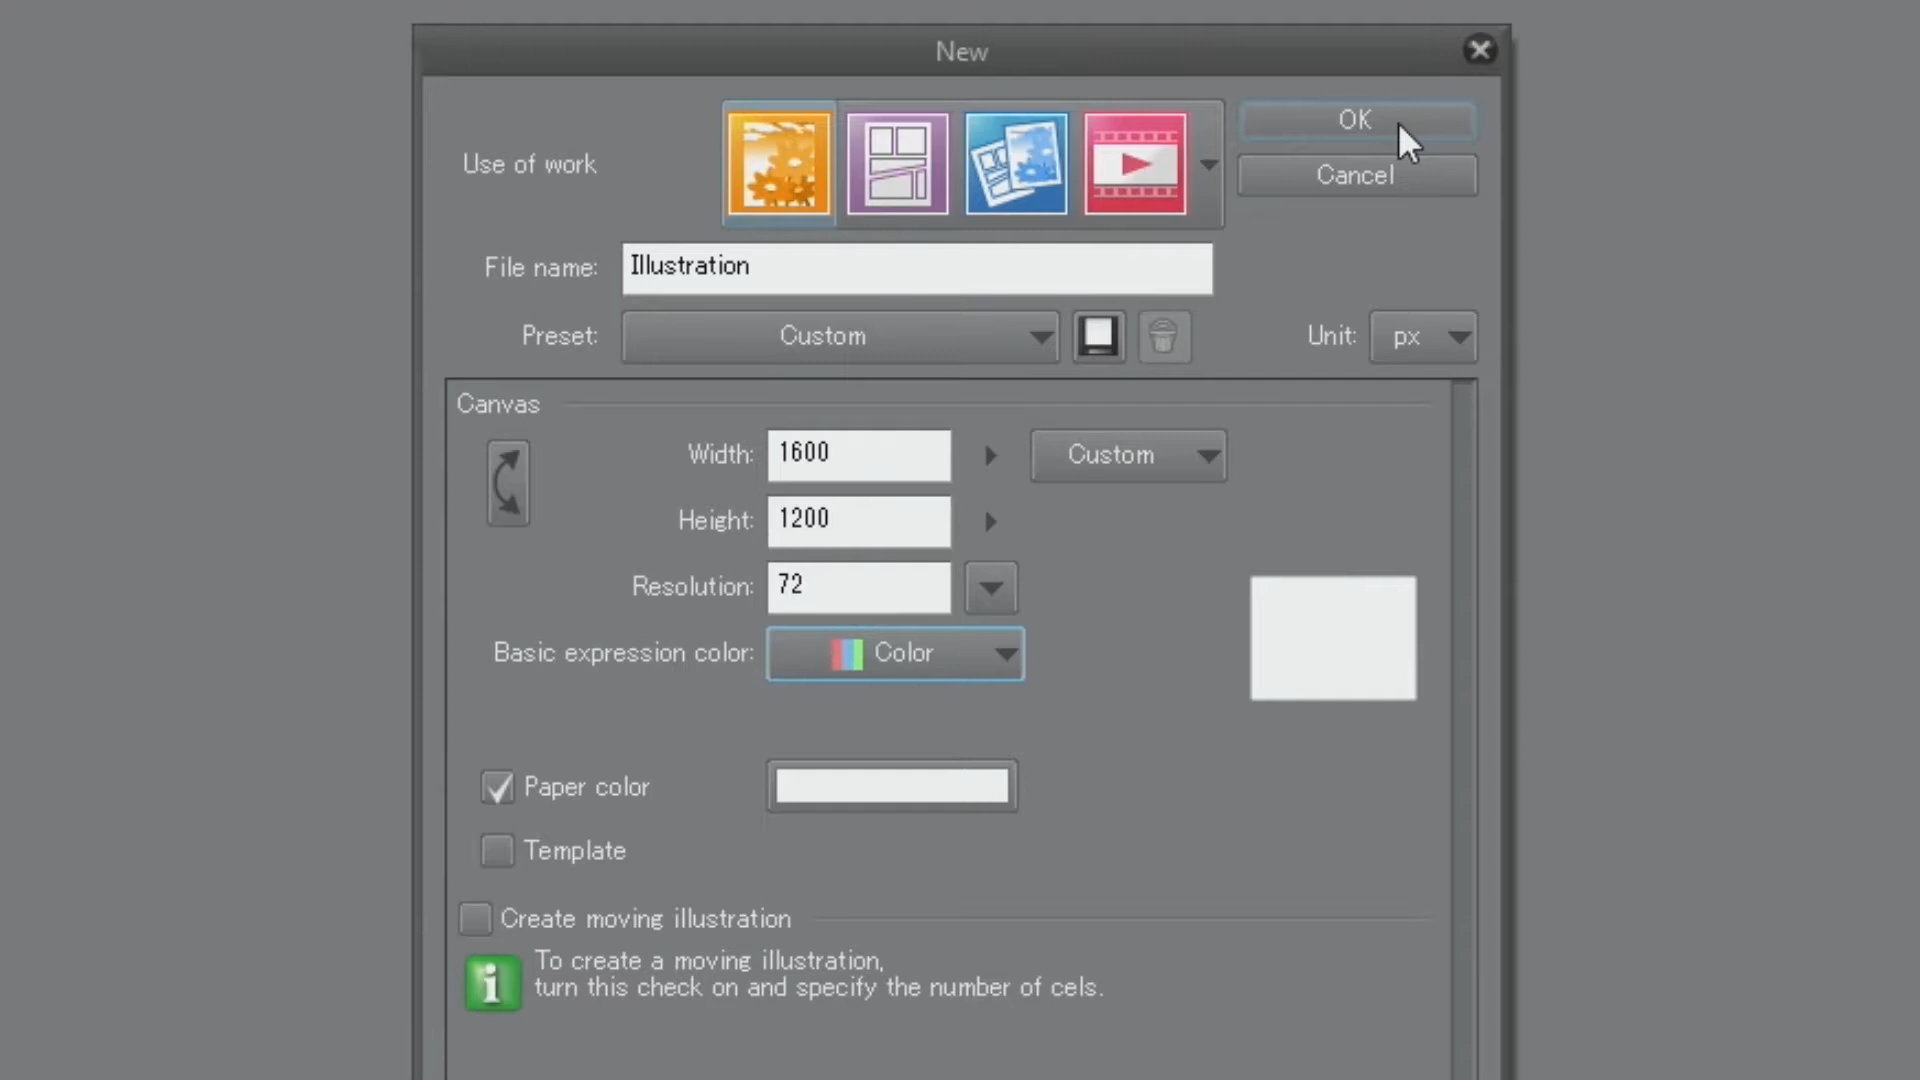 New
Use of work
OK
Cancel
File name: Illustration
Preset: Custom Unit: px
Canvas
Width: 1600 Custom
Height: 1200
Resolution: 72
Basic expression color: Color
Paper color
Template
Create moving illustration
To create a moving illustration,
turn this check on and specify the number of cels.